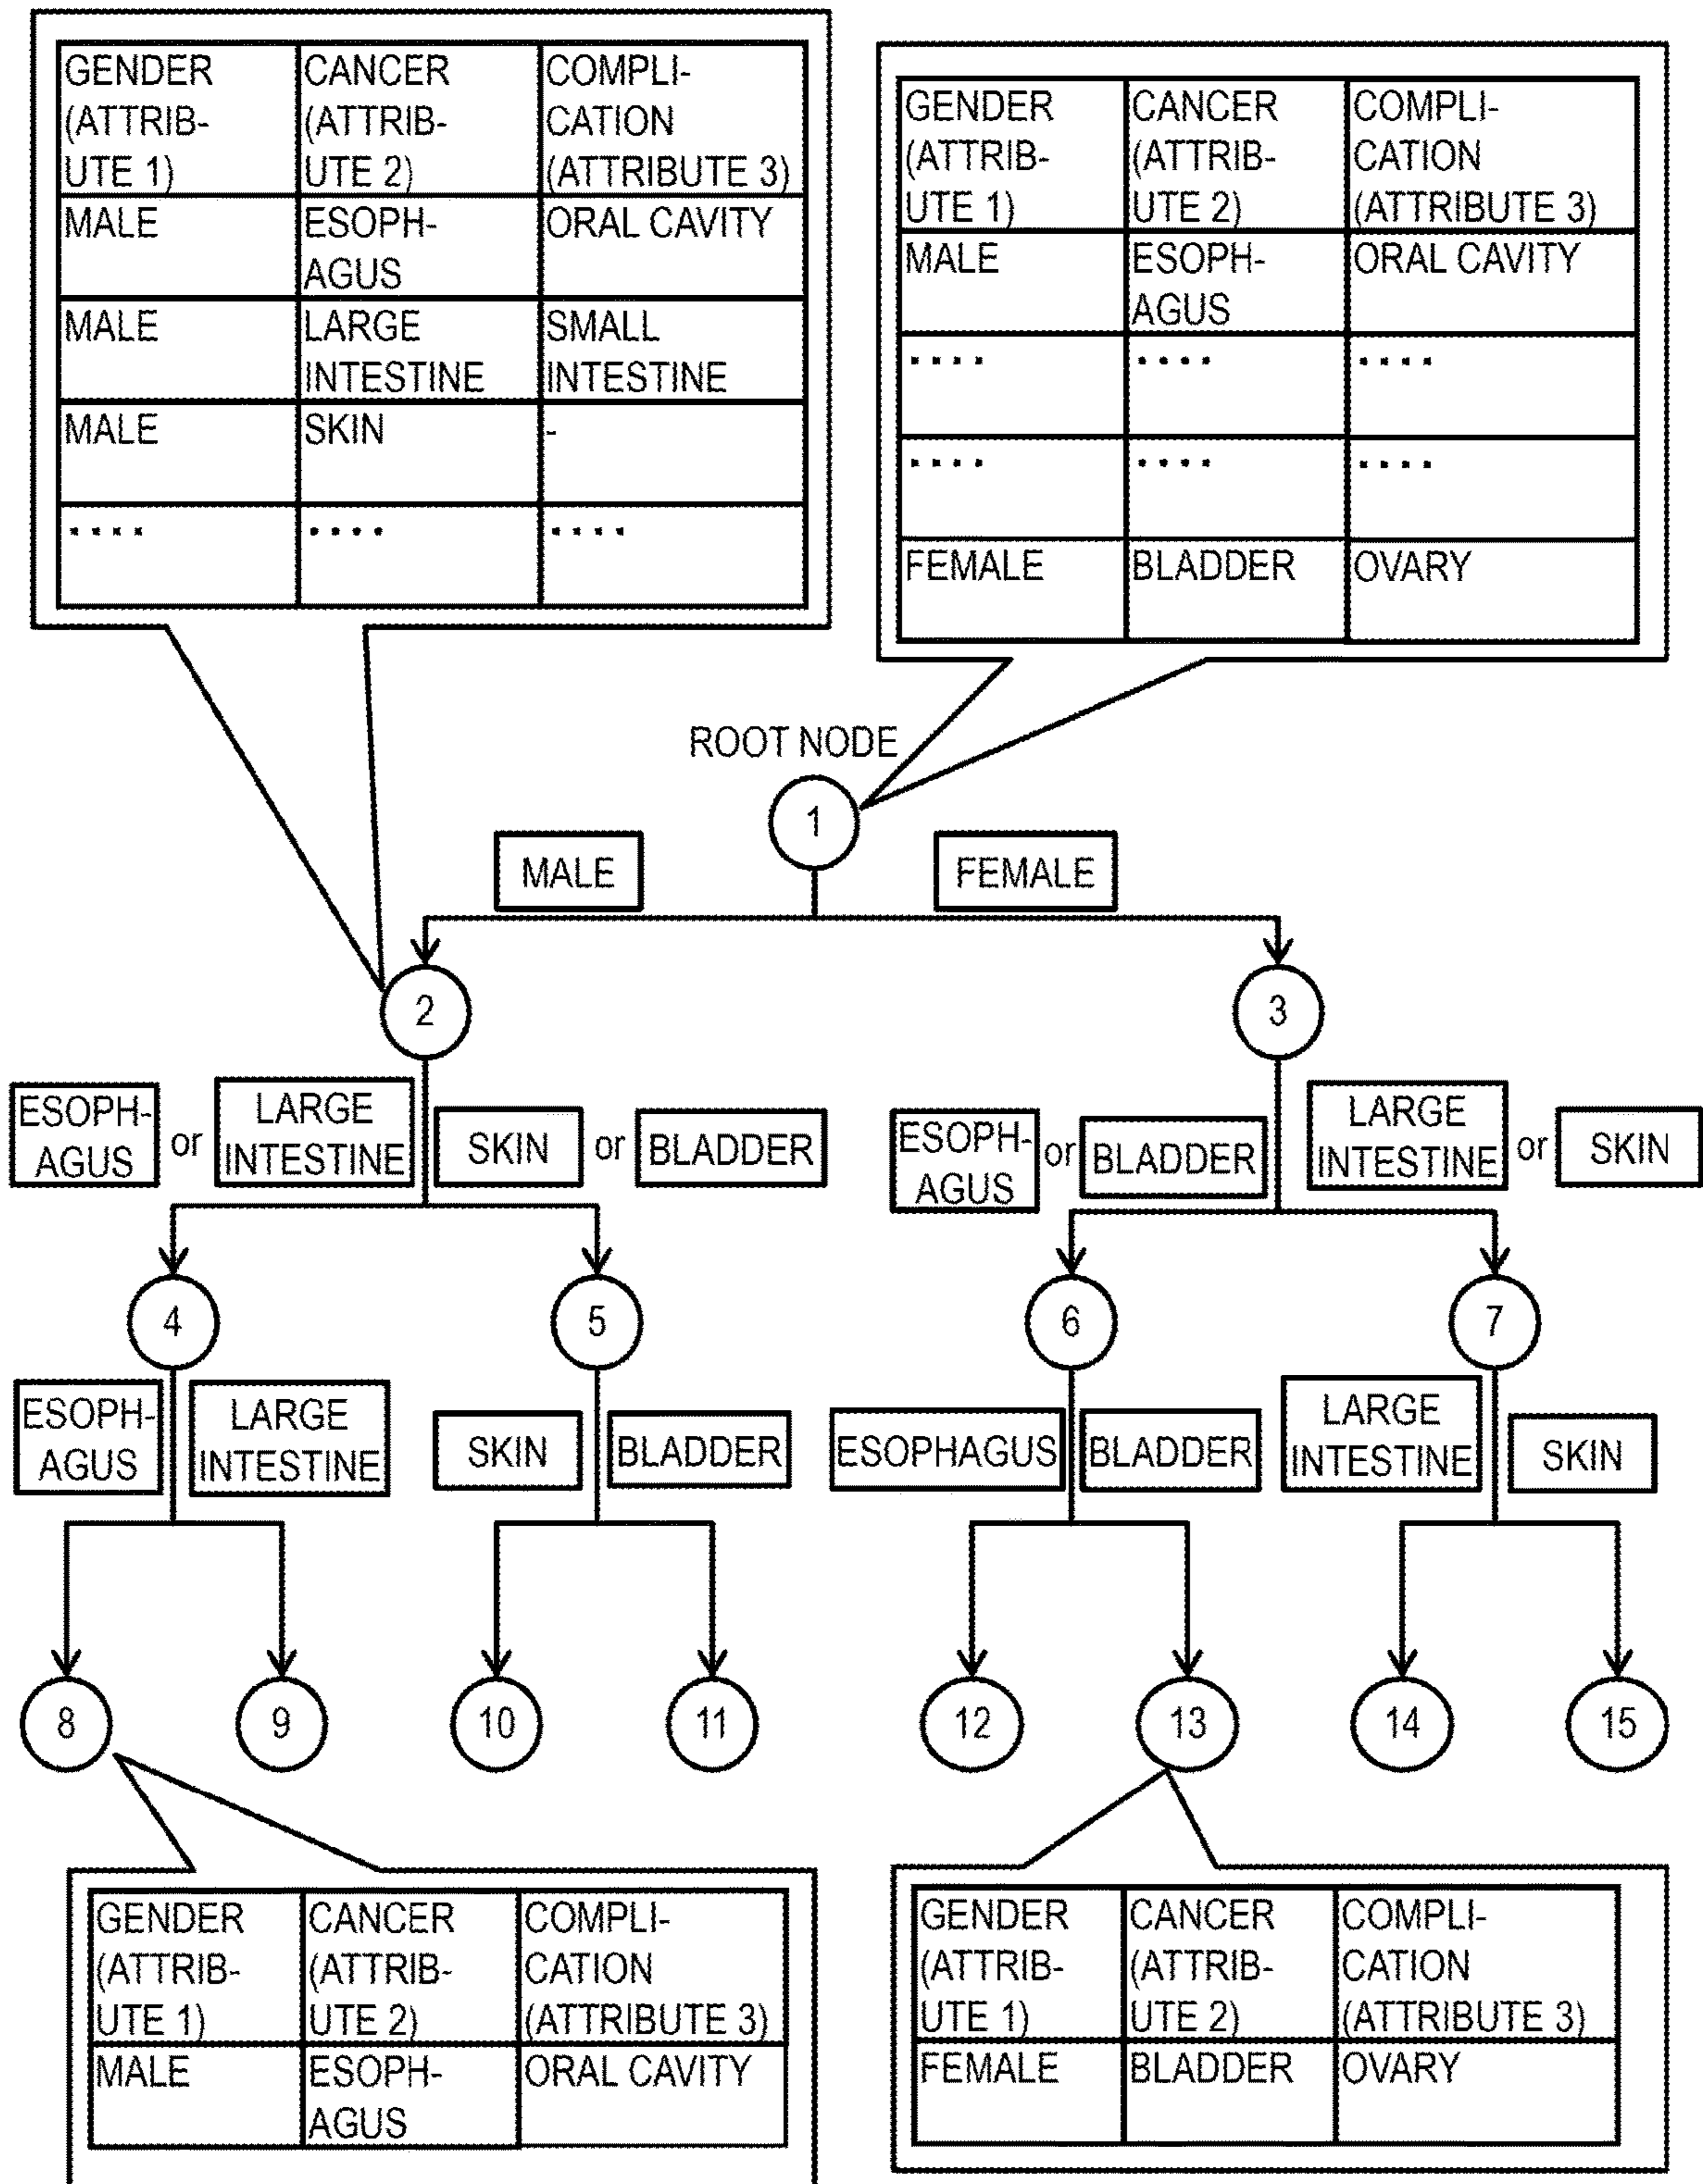 GENDER
(ATTRIB-
UTE 1)
CANCER
(ATTRIB-
UTE 2)
COMPLI-
CATION
(ATTRIBUTE 3)
MALE
ESOPH-
AGUS
ORAL CAVITY
MALE
LARGE
INTESTINE
SMALL
INTESTINE
MALE
SKIN
-
....
....
....
GENDER
(ATTRIB-
UTE 1)
CANCER
(ATTRIB-
UTE 2)
COMPLI-
CATION
(ATTRIBUTE 3)
MALE
ESOPH-
AGUS
ORAL CAVITY
....
....
....
....
....
....
FEMALE
BLADDER
OVARY
ROOT NODE
1
MALE
FEMALE
2
3
ESOPH-
AGUS
or
LARGE
INTESTINE
SKIN
or
BLADDER
ESOPH-
AGUS
or
BLADDER
LARGE
INTESTINE
or
SKIN
4
5
6
7
ESOPH-
AGUS
LARGE
INTESTINE
SKIN
BLADDER
ESOPHAGUS
BLADDER
LARGE
INTESTINE
SKIN
8
9
10
11
12
13
14
15
GENDER
(ATTRIB-
UTE 1)
CANCER
(ATTRIB-
UTE 2)
COMPLI-
CATION
(ATTRIBUTE 3)
MALE
ESOPH-
AGUS
ORAL CAVITY
GENDER
(ATTRIB-
UTE 1)
CANCER
(ATTRIB-
UTE 2)
COMPLI-
CATION
(ATTRIBUTE 3)
FEMALE
BLADDER
OVARY